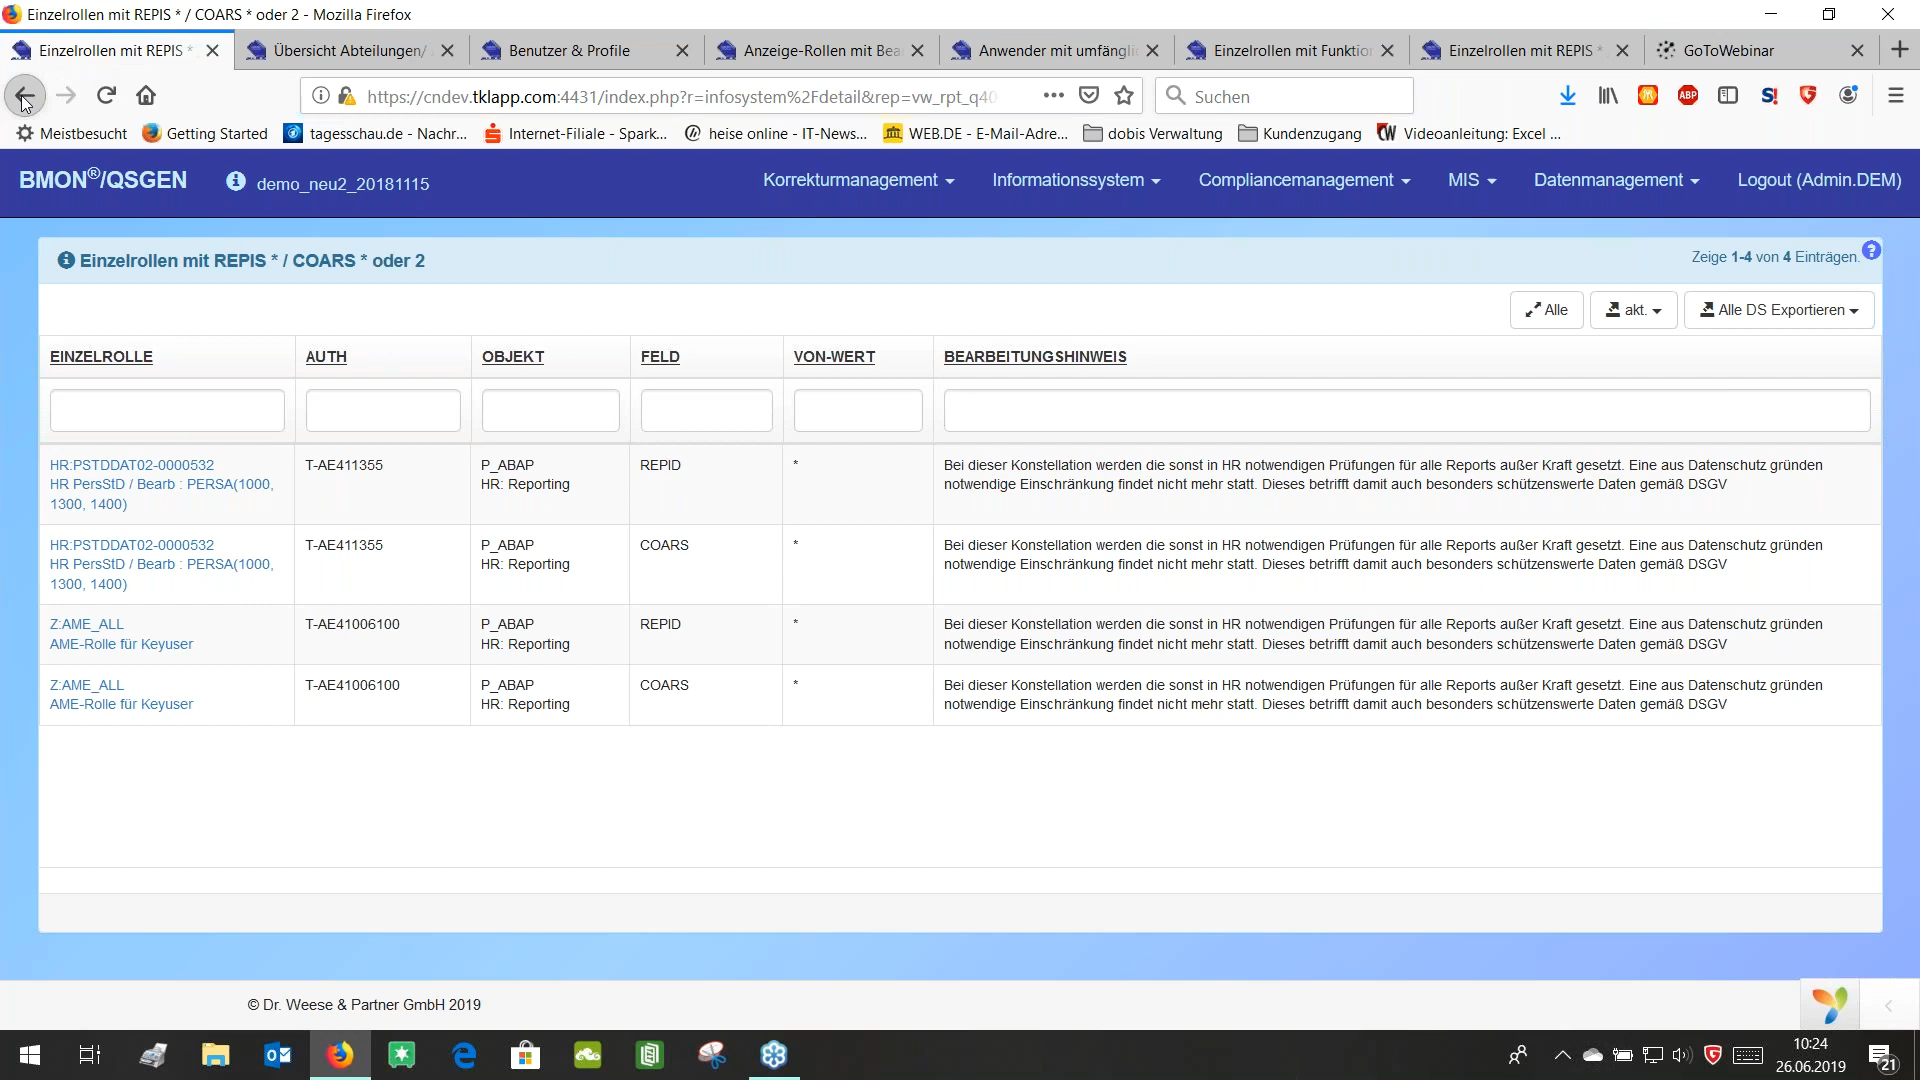 Einzelrollen mit REPIS * / COARS * oder 2 - Mozilla Firefox
Einzelrollen mit REPIS *
Übersicht Abteilungen/
Benutzer & Profile
Anzeige-Rollen mit Bea
Anwender mit umfängli
Einzelrollen mit Funktio
Einzelrollen mit REPIS *
GoToWebinar
https://cndev.tklapp.com:4431/index.php?r=infosystem%2Fdetail&rep=vw_rpt_q40
Suchen
ABP
S!
Meistbesucht
Getting Started
tagesschau.de - Nachr...
Internet-Filiale - Spark...
heise online - IT-News...
WEB.DE - E-Mail-Adre...
dobis Verwaltung
Kundenzugang
Videoanleitung: Excel ...
BMON®/QSGEN
demo_neu2_20181115
Korrekturmanagement
Informationssystem
Compliancemanagement
MIS
Datenmanagement
Logout (Admin.DEM)
Einzelrollen mit REPIS * / COARS * oder 2
Zeige 1-4 von 4 Einträgen.
?
Alle
akt.
Alle DS Exportieren
EINZELROLLE AUTH OBJEKT FELD VON-WERT BEARBEITUNGSHINWEIS
HR:PSTDDAT02-0000532 T-AE411355 P_ABAP REPID * Bei dieser Konstellation werden die sonst in HR notwendigen Prüfungen für alle Reports außer Kraft gesetzt. Eine aus Datenschutz gründen
HR PersStD / Bearb : PERSA(1000, HR: Reporting notwendige Einschränkung findet nicht mehr statt. Dieses betrifft damit auch besonders schützenswerte Daten gemäß DSGV
1300, 1400)
HR:PSTDDAT02-0000532 T-AE411355 P_ABAP COARS * Bei dieser Konstellation werden die sonst in HR notwendigen Prüfungen für alle Reports außer Kraft gesetzt. Eine aus Datenschutz gründen
HR PersStD / Bearb : PERSA(1000, HR: Reporting notwendige Einschränkung findet nicht mehr statt. Dieses betrifft damit auch besonders schützenswerte Daten gemäß DSGV
1300, 1400)
Z:AME_ALL T-AE41006100 P_ABAP REPID * Bei dieser Konstellation werden die sonst in HR notwendigen Prüfungen für alle Reports außer Kraft gesetzt. Eine aus Datenschutz gründen
AME-Rolle für Keyuser HR: Reporting notwendige Einschränkung findet nicht mehr statt. Dieses betrifft damit auch besonders schützenswerte Daten gemäß DSGV
Z:AME_ALL T-AE41006100 P_ABAP COARS * Bei dieser Konstellation werden die sonst in HR notwendigen Prüfungen für alle Reports außer Kraft gesetzt. Eine aus Datenschutz gründen
AME-Rolle für Keyuser HR: Reporting notwendige Einschränkung findet nicht mehr statt. Dieses betrifft damit auch besonders schützenswerte Daten gemäß DSGV
© Dr. Weese & Partner GmbH 2019
10:24
26.06.2019
21